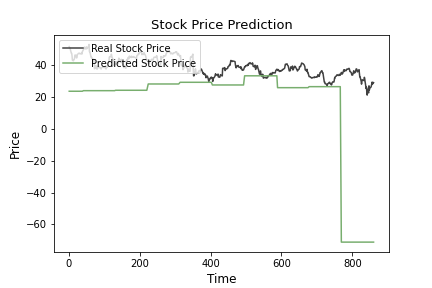 Stock Price Prediction
Real Stock Price
Predicted Stock Price
40
20
0
−20
−40
−60
Price
0 200 400 600 800
Time